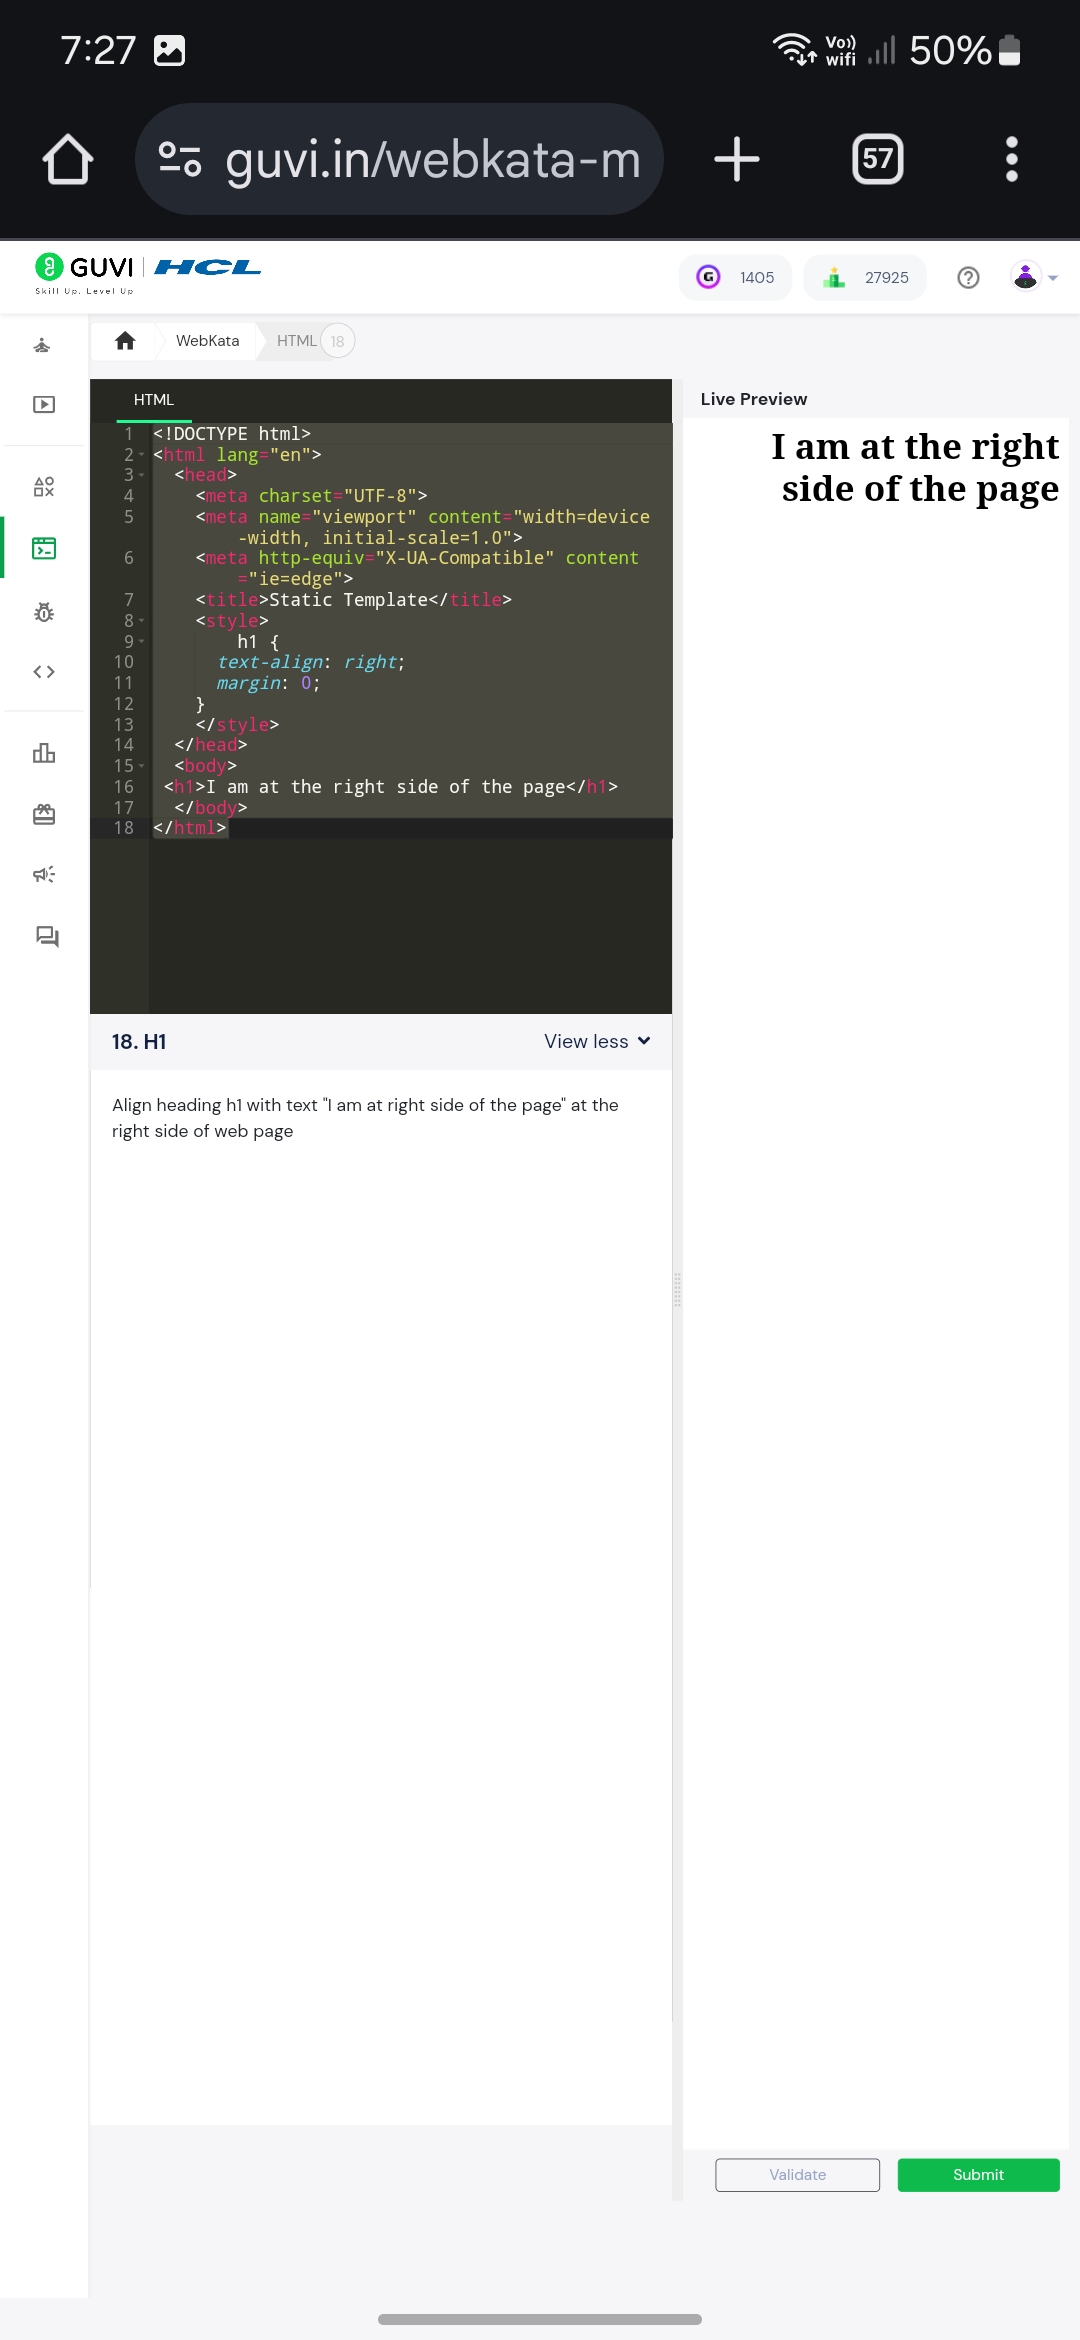 7:27
Vo))
wifi
50%
guvi.in/webkata-m
57
GUVI | HCL
Skill Up. Level Up
G 1405
27925
WebKata
HTML 18
HTML
Live Preview
1 <!DOCTYPE html>
2 <html lang="en">
3 <head>
4 <meta charset="UTF-8">
5 <meta name="viewport" content="width=device
-width, initial-scale=1.0">
6 <meta http-equiv="X-UA-Compatible" content
="ie=edge">
7 <title>Static Template</title>
8 <style>
9 h1 {
10 text-align: right;
11 margin: 0;
12 }
13 </style>
14 </head>
15 <body>
16 <h1>I am at the right side of the page</h1>
17 </body>
18 </html>
I am at the right
side of the page
18. H1
View less
Align heading h1 with text "I am at right side of the page" at the
right side of web page
Validate
Submit